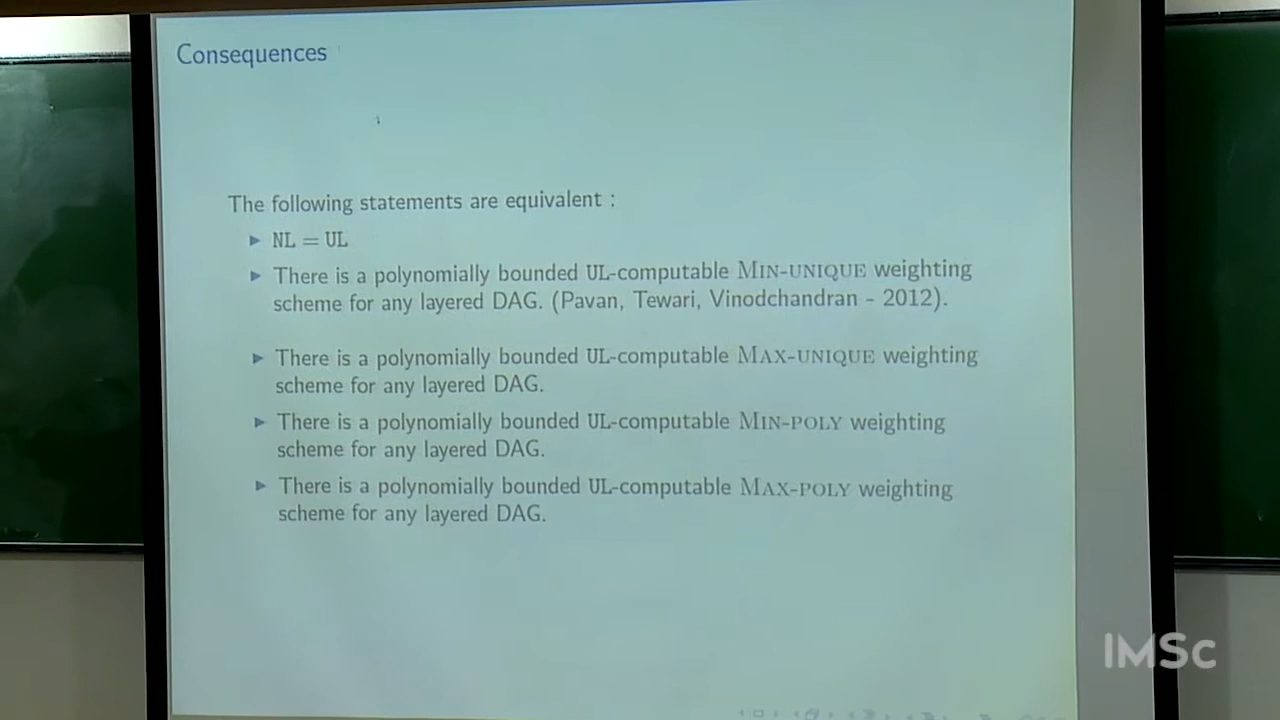 Consequences
The following statements are equivalent :
▶ NL = UL
▶ There is a polynomially bounded UL-computable MIN-UNIQUE weighting
scheme for any layered DAG. (Pavan, Tewari, Vinodchandran - 2012).
▶ There is a polynomially bounded UL-computable MAX-UNIQUE weighting
scheme for any layered DAG.
▶ There is a polynomially bounded UL-computable MIN-POLY weighting
scheme for any layered DAG.
▶ There is a polynomially bounded UL-computable MAX-POLY weighting
scheme for any layered DAG.
IMSc